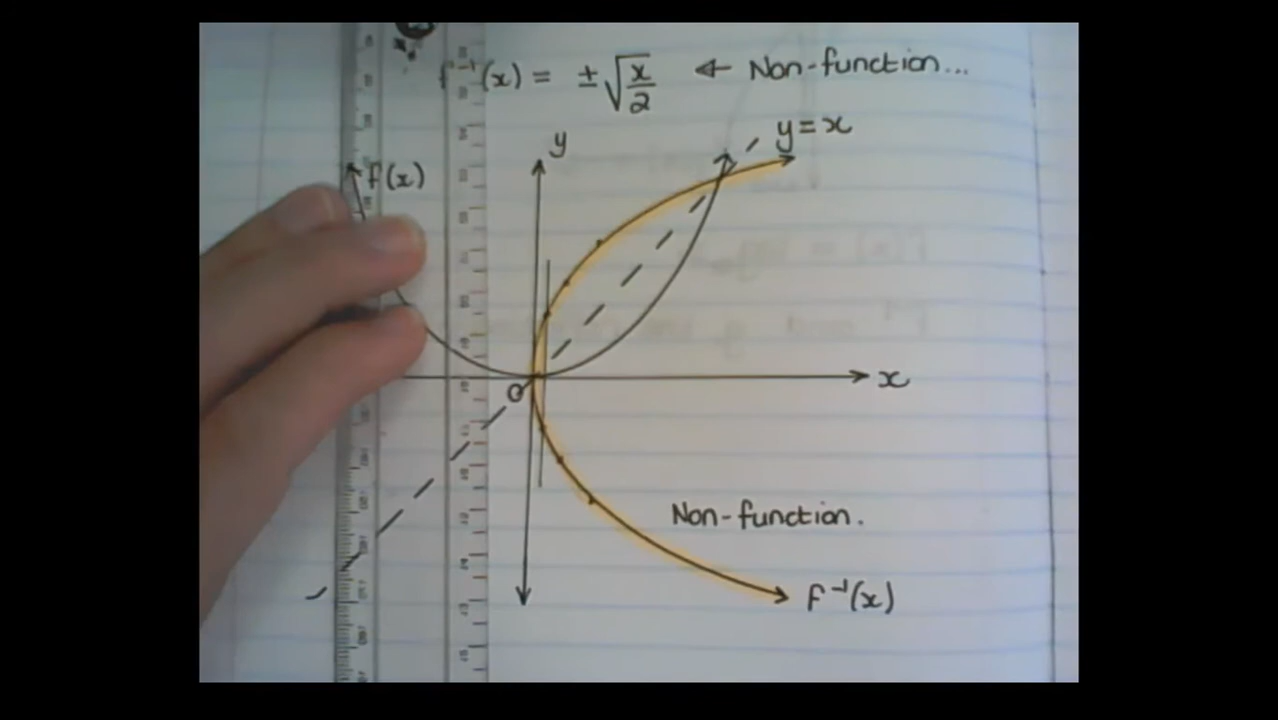 f⁻¹(x) = ±√(x/2) ← Non-function...
y = x
y
f(x)
x
O
Non-function.
f⁻¹(x)